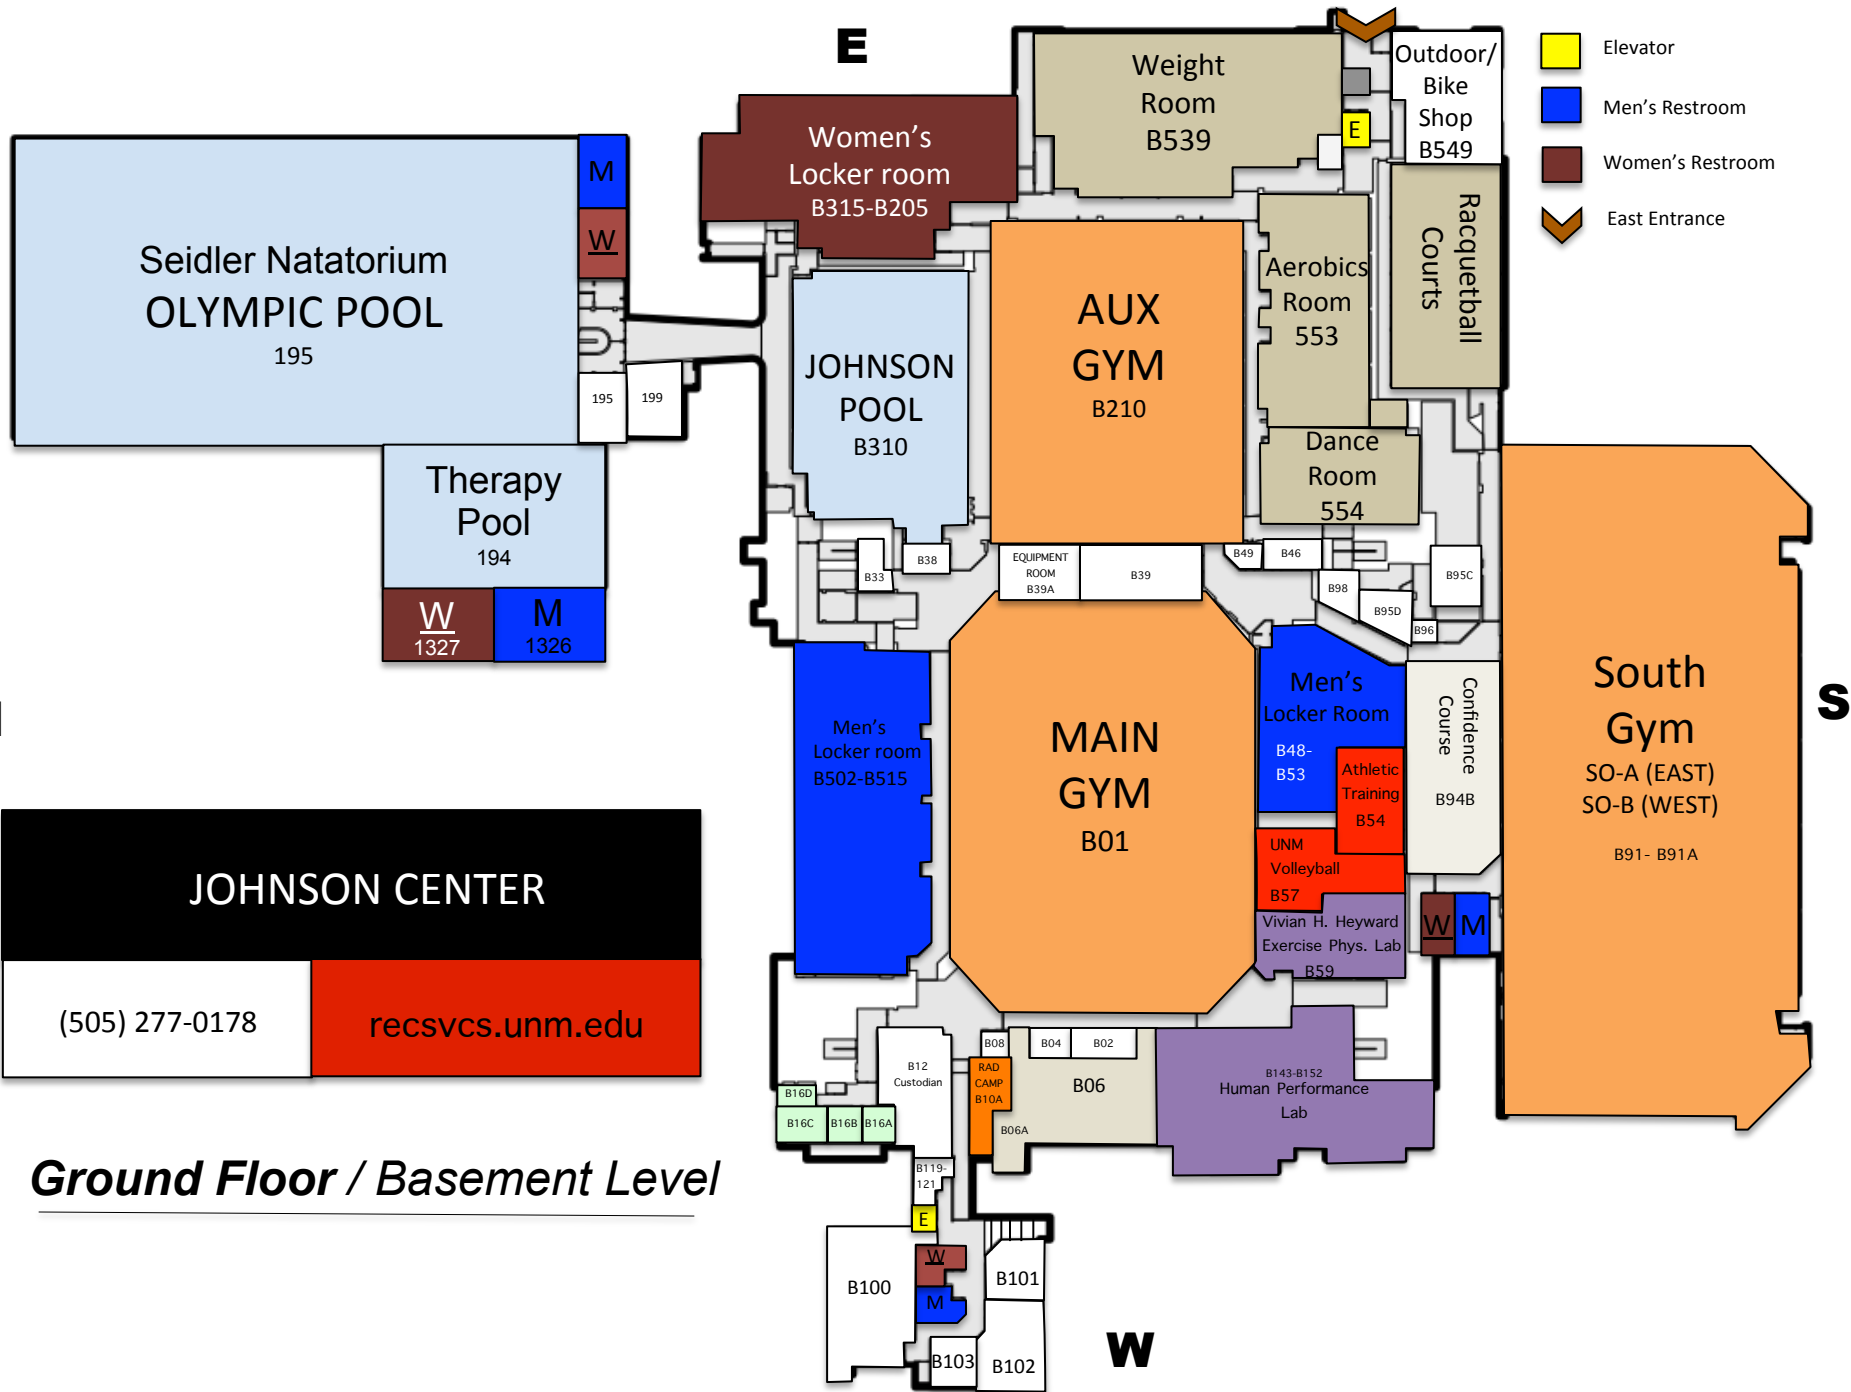 E
Weight
Room
B539
Outdoor/
Bike
Shop
B549
E
Elevator
Men's Restroom
Women's Restroom
East Entrance
Women's
Locker room
B315-B205
M
W
Seidler Natatorium
OLYMPIC POOL
195
195
199
Therapy
Pool
194
W
1327
M
1326
JOHNSON
POOL
B310
AUX
GYM
B210
Aerobics
Room
553
Racquetball
Courts
Dance
Room
554
B33
B38
EQUIPMENT
ROOM
B39A
B39
B49
B46
B98
B95D
B96
B95C
Men's
Locker room
B502-B515
MAIN
GYM
B01
Men's
Locker Room
B48-
B53
Athletic
Training
B54
UNM
Volleyball
B57
Vivian H. Heyward
Exercise Phys. Lab
B59
Confidence
Course
B94B
W
M
South
Gym
SO-A (EAST)
SO-B (WEST)
B91- B91A
S
JOHNSON CENTER
(505) 277-0178
recsvcs.unm.edu
Ground Floor / Basement Level
B12
Custodian
B16D
B16C
B16B
B16A
B08
B04
B02
RAD
CAMP
B10A
B06
B06A
B143-B152
Human Performance
Lab
B119-
121
E
W
M
B100
B101
B102
B103
W